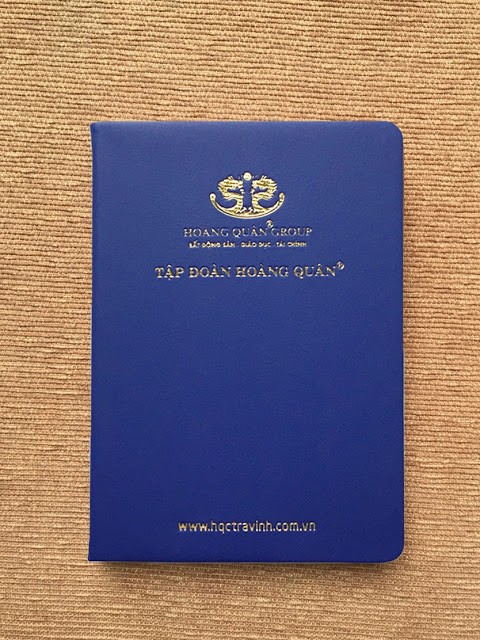 HOANG QUÂN® GROUP
BẤT ĐỘNG SẢN - GIÁO DỤC - TÀI CHÍNH
TẬP ĐOÀN HOÀNG QUÂN®
www.hqctravinh.com.vn